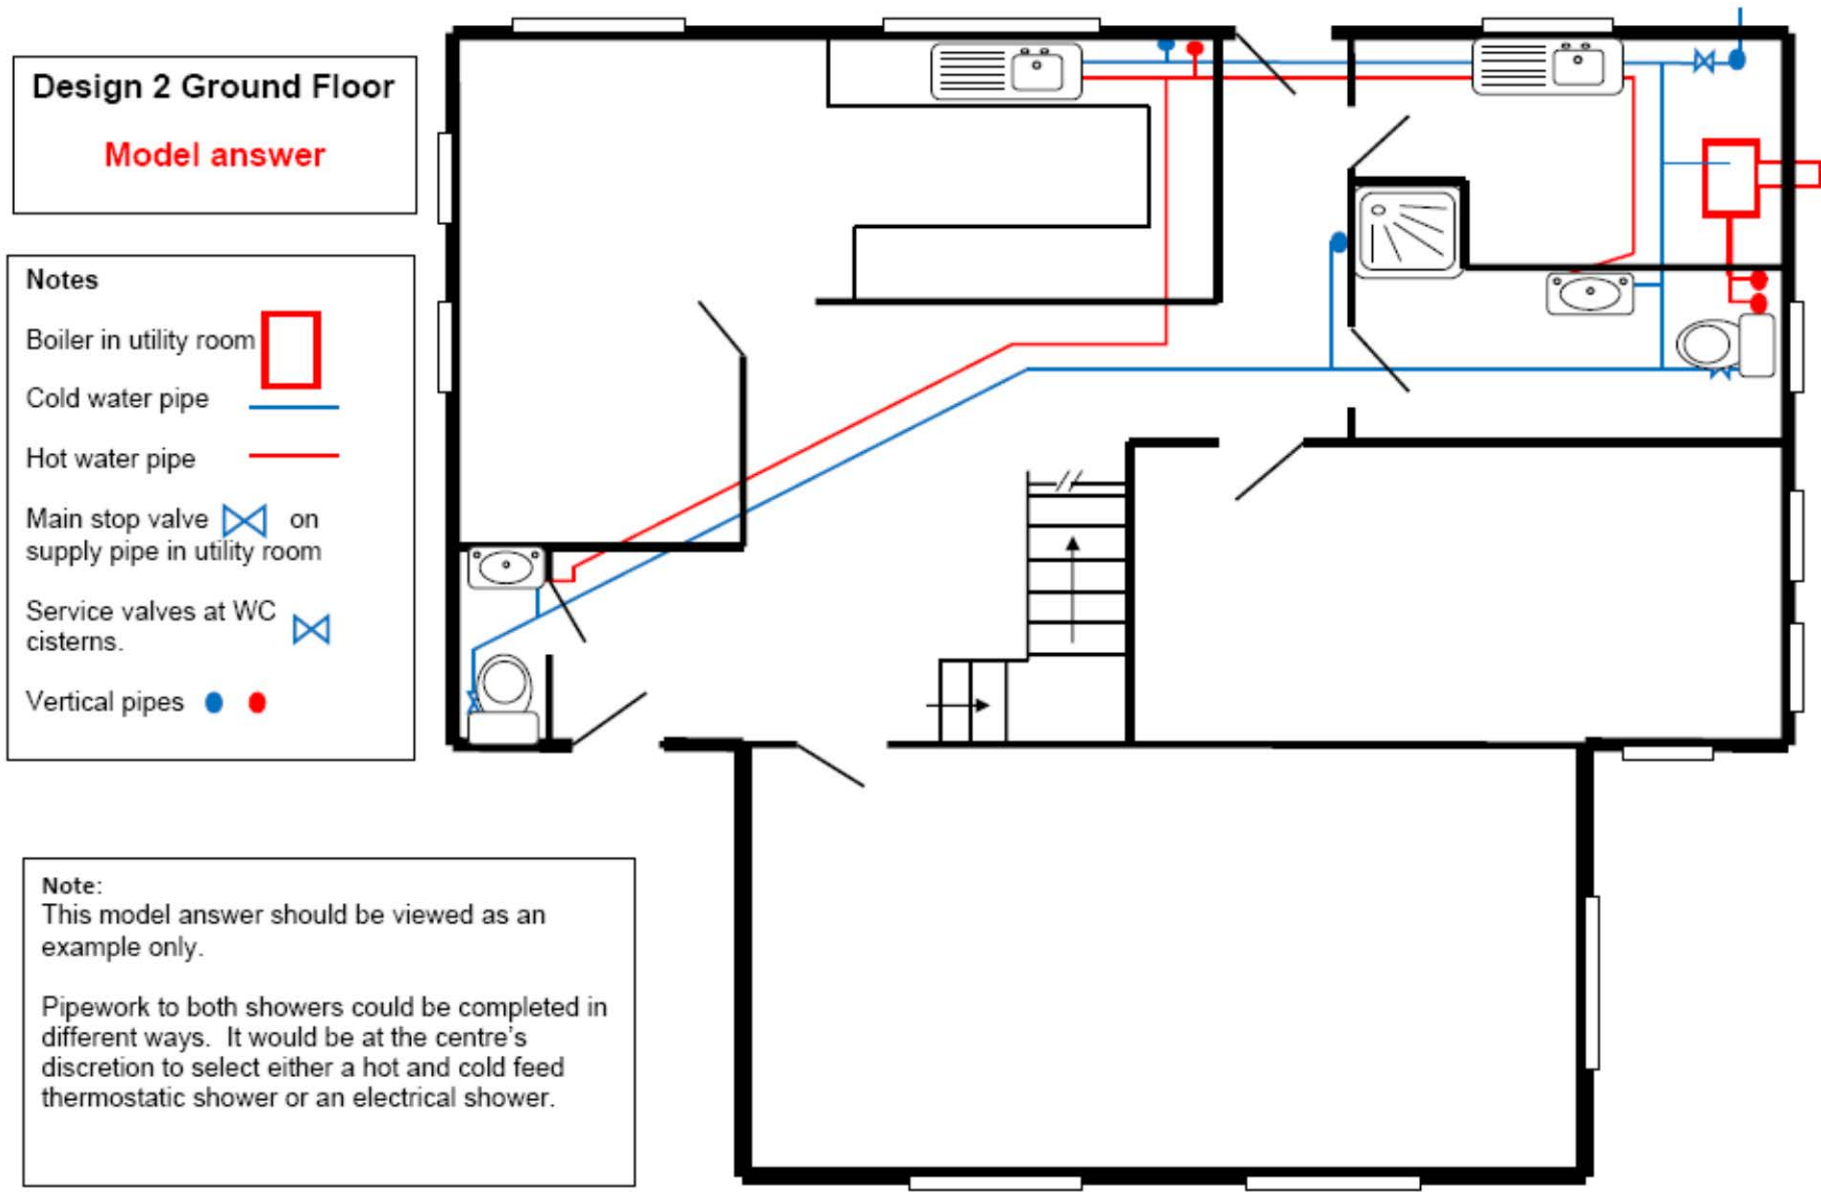 Design 2 Ground Floor
Model answer
Notes
Boiler in utility room
Cold water pipe
Hot water pipe
Main stop valve on
supply pipe in utility room
Service valves at WC
cisterns.
Vertical pipes
Note:
This model answer should be viewed as an
example only.
Pipework to both showers could be completed in
different ways. It would be at the centre's
discretion to select either a hot and cold feed
thermostatic shower or an electrical shower.